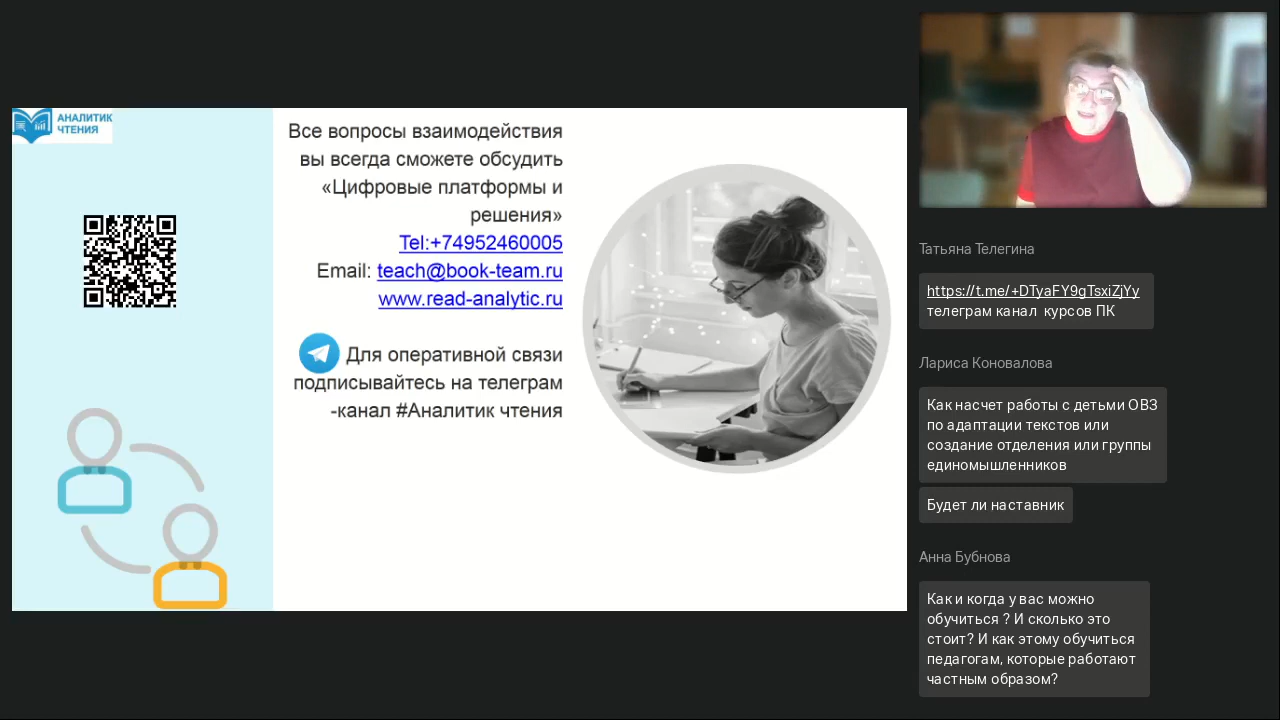 АНАЛИТИК
ЧТЕНИЯ
Все вопросы взаимодействия
вы всегда сможете обсудить
«Цифровые платформы и
решения»
Tel:+74952460005
Email: teach@book-team.ru
www.read-analytic.ru
Для оперативной связи
подписывайтесь на телеграм
-канал #Аналитик чтения
Татьяна Телегина
https://t.me/+DTyaFY9gTsxiZjYy
телеграм канал курсов ПК
Лариса Коновалова
Как насчет работы с детьми ОВЗ
по адаптации текстов или
создание отделения или группы
единомышленников
Будет ли наставник
Анна Бубнова
Как и когда у вас можно
обучиться ? И сколько это
стоит? И как этому обучиться
педагогам, которые работают
частным образом?